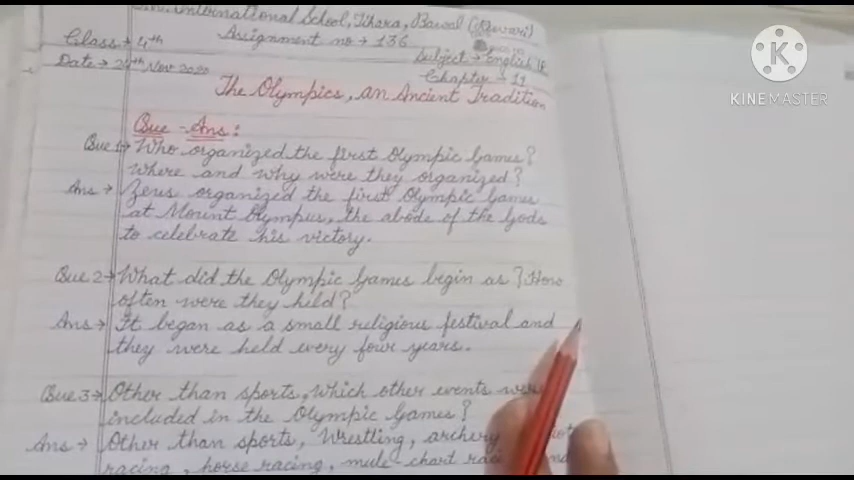 International School, Tihara, Bawal (Rewari)
Assignment no → 136
Class → 4th
Subject → English
Date → 24th Nov 2020
Chapter → 11
The Olympics, an Ancient Tradition
Que - Ans:
Que 1 → Who organized the first Olympic Games?
Where and why were they organized?
Ans → Zeus organized the first Olympic Games
at Mount Olympus, the abode of the Gods
to celebrate his victory.
Que 2 → What did the Olympic Games begin as? How
often were they held?
Ans → It began as a small religious festival and
they were held every four years.
Que 3 → Other than sports, which other events were
included in the Olympic Games?
Ans → Other than sports, Wrestling, archery
racing, horse racing, mule-chart
KINEMASTER